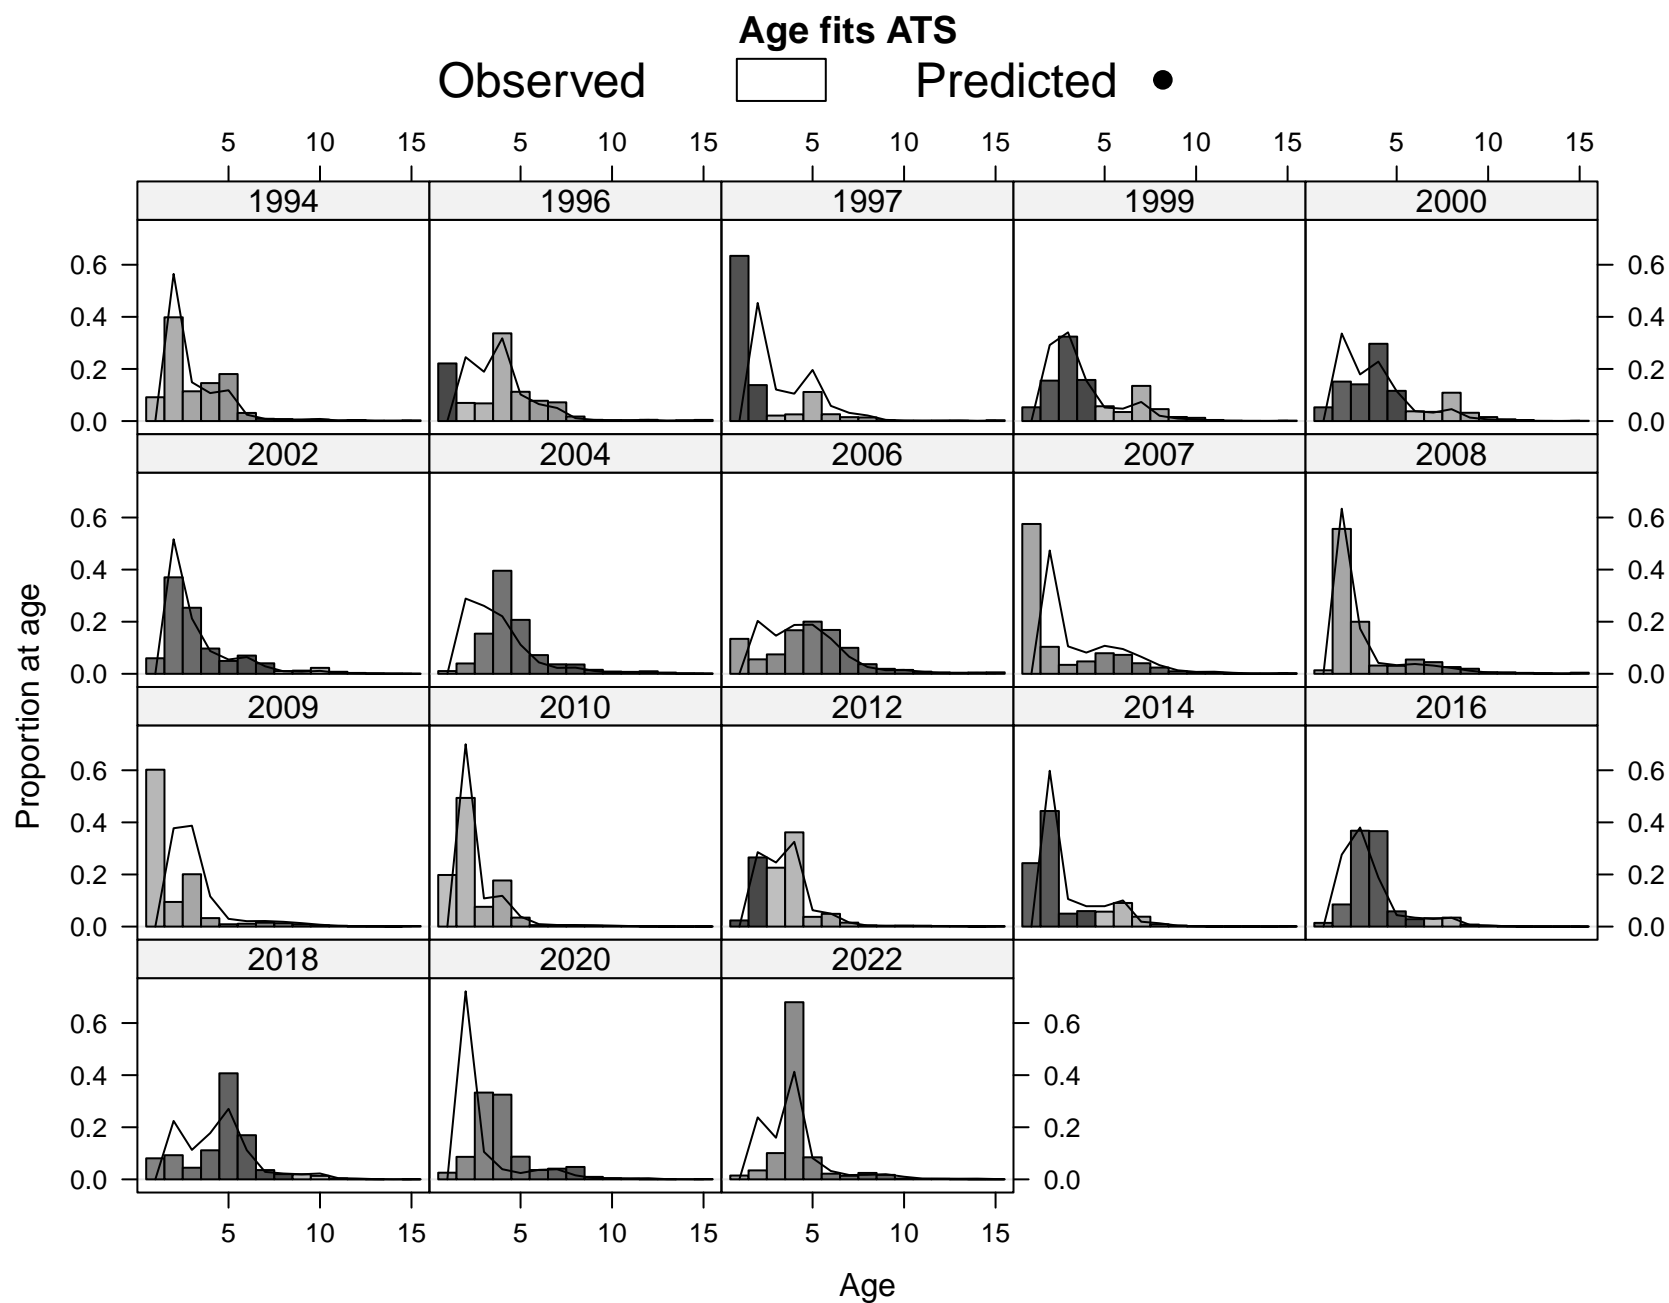 Age fits ATS
Observed Predicted
5 10 15 5 10 15 5 10 15 5 10 15 5 10 15
1994 1996 1997 1999 2000
0.6 0.6
0.4 0.4
0.2 0.2
0.0 0.0
2002 2004 2006 2007 2008
0.6 0.6
0.4 0.4
0.2 0.2
0.0 0.0
2009 2010 2012 2014 2016
0.6 0.6
0.4 0.4
0.2 0.2
0.0 0.0
2018 2020 2022
0.6 0.6
0.4 0.4
0.2 0.2
0.0 0.0
5 10 15 5 10 15 5 10 15
Proportion at age
Age